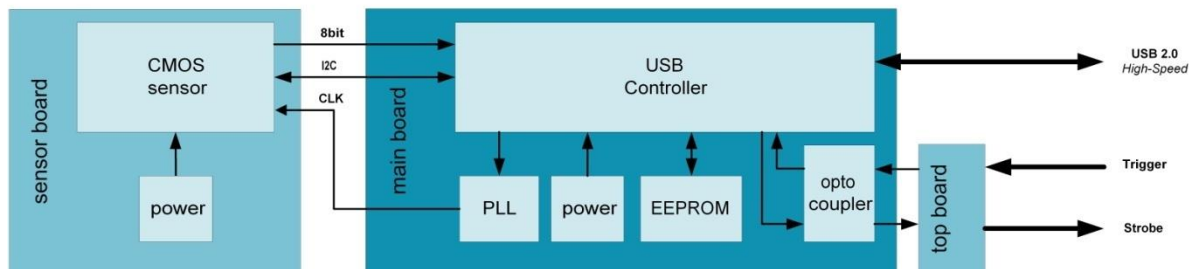 sensor board
CMOS
sensor
power
8bit
I2C
CLK
main board
USB
Controller
PLL
power
EEPROM
opto
coupler
top board
USB 2.0
High-Speed
Trigger
Strobe